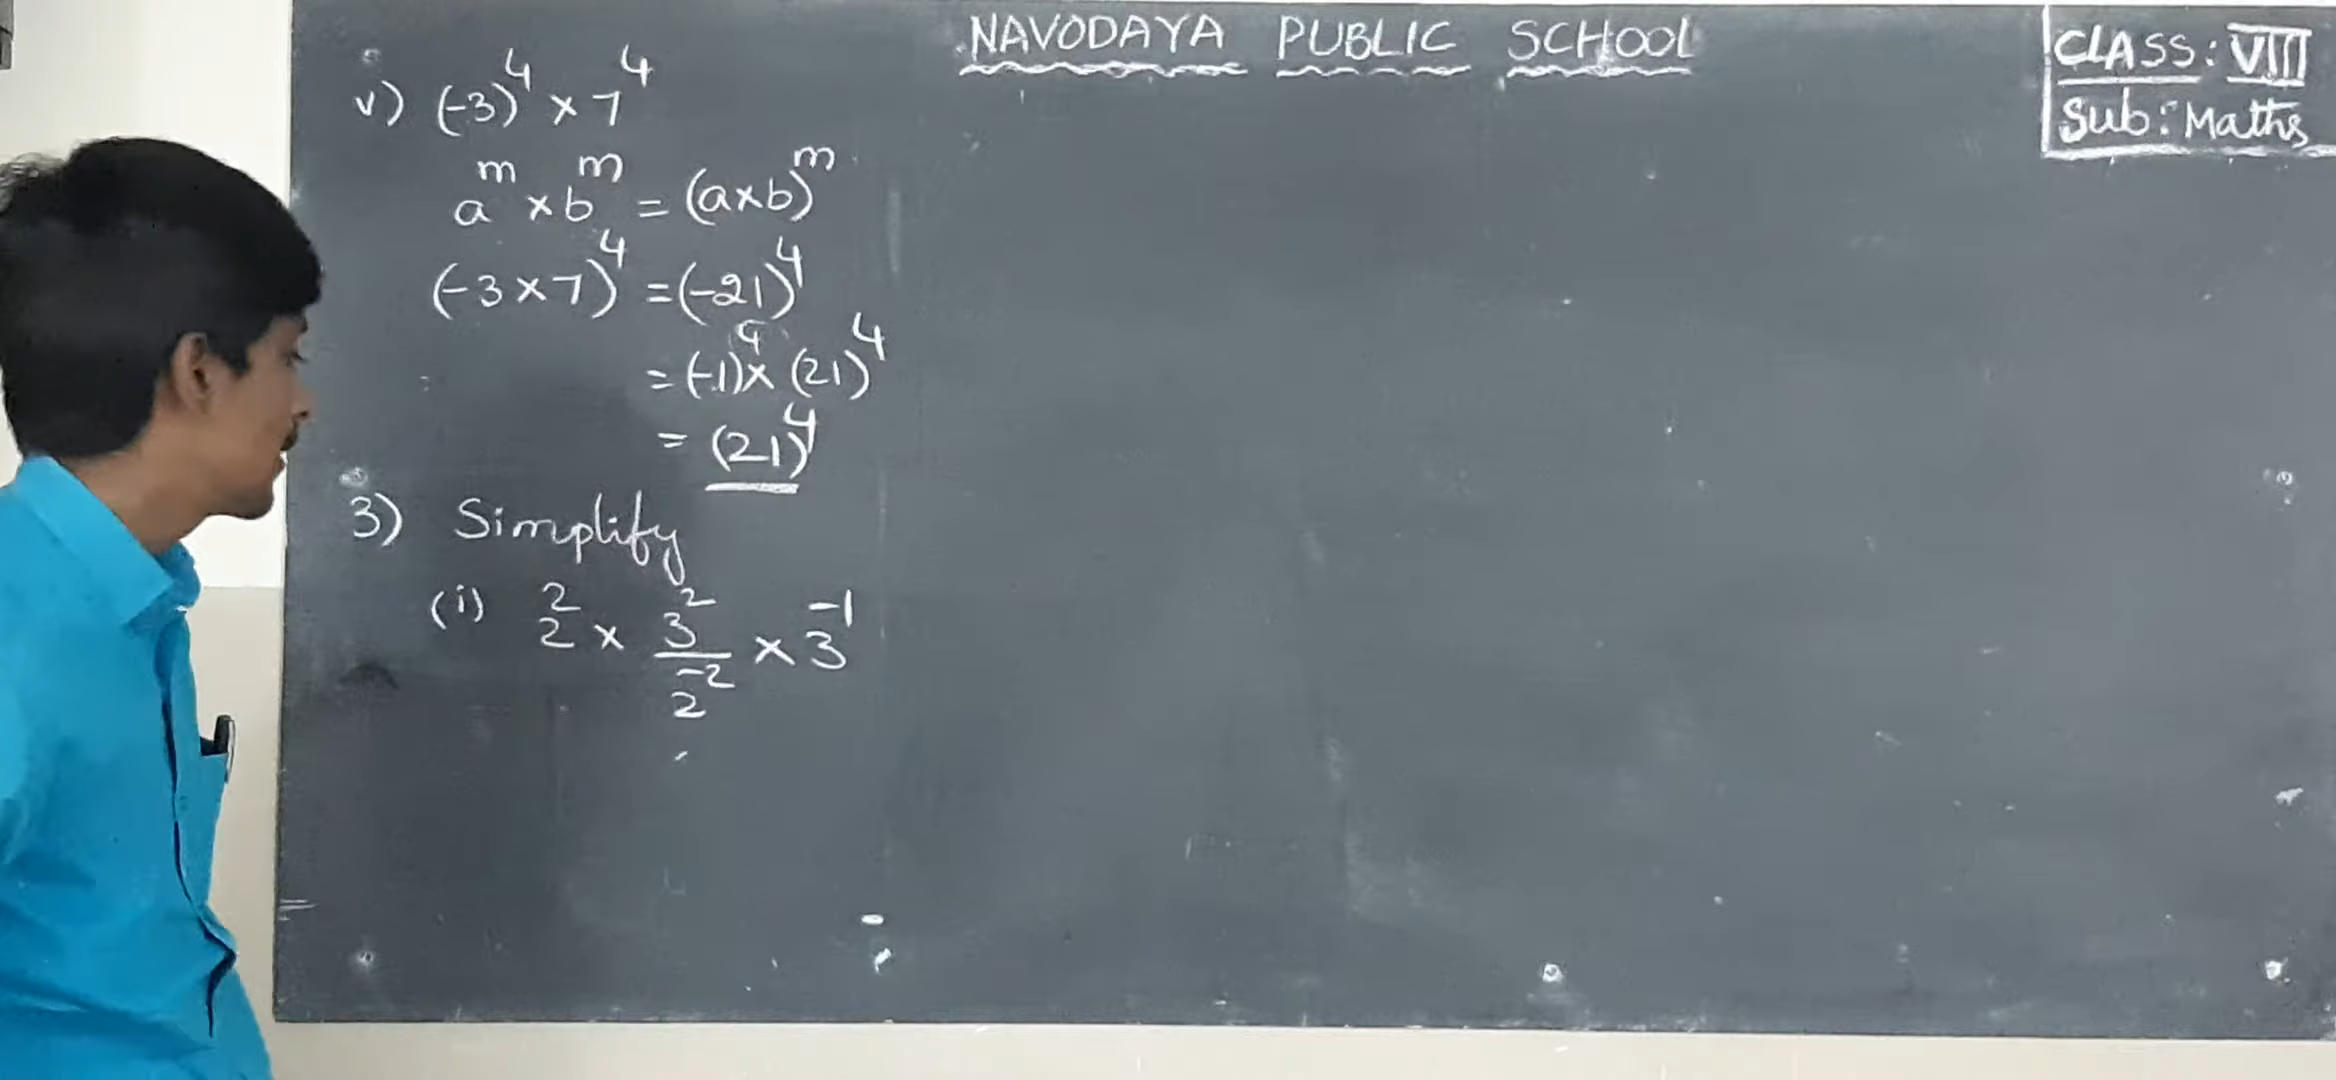 NAVODAYA PUBLIC SCHOOL
CLASS: VIII
Sub: Maths
v) (-3)⁴ × 7⁴
aᵐ × bᵐ = (a×b)ᵐ
(-3×7)⁴ = (-21)⁴
= (-1)⁴ × (21)⁴
= (21)⁴
3) Simplify
(i) 2² × 3²/2⁻² × 3⁻¹